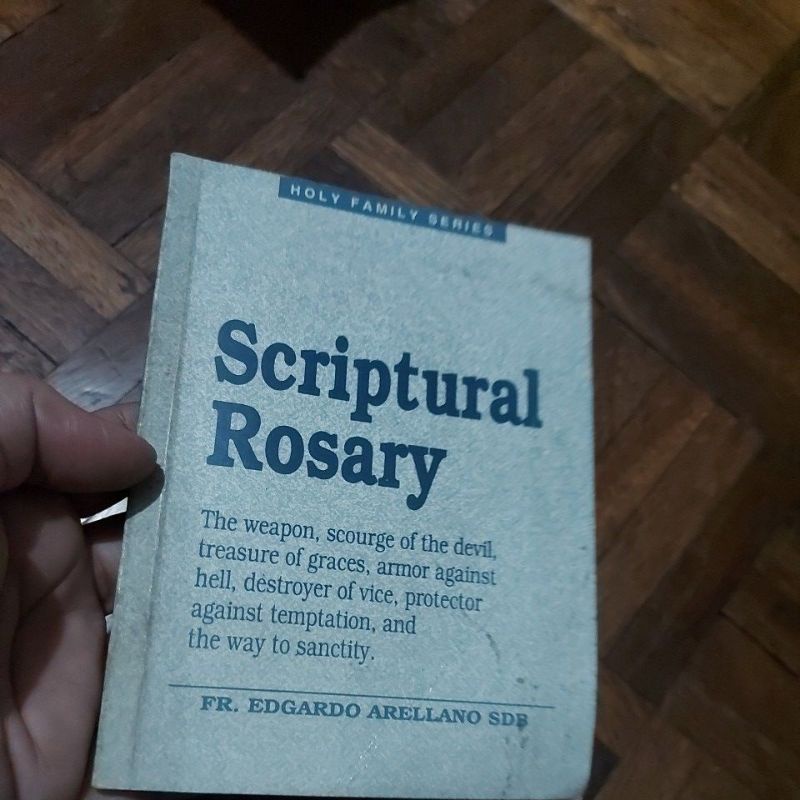 HOLY FAMILY SERIES
Scriptural
Rosary
The weapon, scourge of the devil,
treasure of graces, armor against
hell, destroyer of vice, protector
against temptation, and
the way to sanctity.
FR. EDGARDO ARELLANO SDB